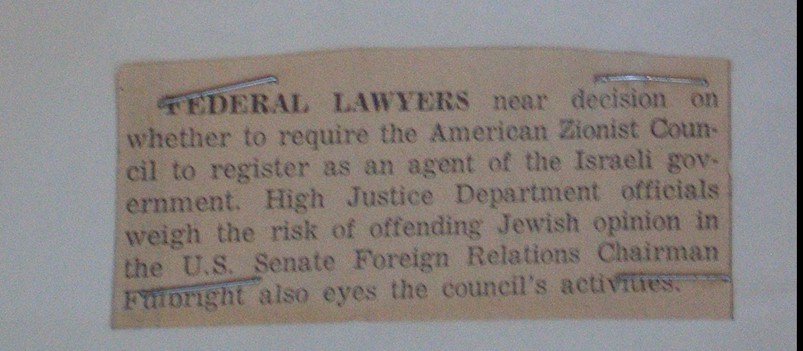 FEDERAL LAWYERS near decision on
whether to require the American Zionist Coun-
cil to register as an agent of the Israeli gov-
ernment. High Justice Department officials
weigh the risk of offending Jewish opinion in
the U.S. Senate Foreign Relations Chairman
Fulbright also eyes the council's activities.